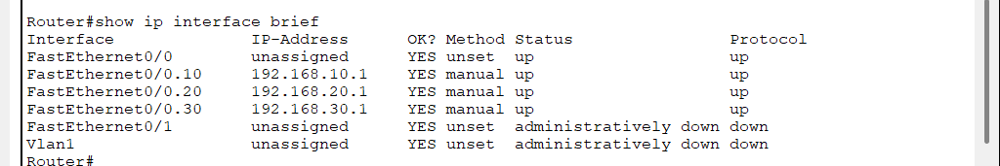 Router#show ip interface brief
Interface              IP-Address      OK? Method Status                Protocol
FastEthernet0/0        unassigned      YES unset  up                    up
FastEthernet0/0.10     192.168.10.1    YES manual up                    up
FastEthernet0/0.20     192.168.20.1    YES manual up                    up
FastEthernet0/0.30     192.168.30.1    YES manual up                    up
FastEthernet0/1        unassigned      YES unset  administratively down down
Vlan1                  unassigned      YES unset  administratively down down
Router#